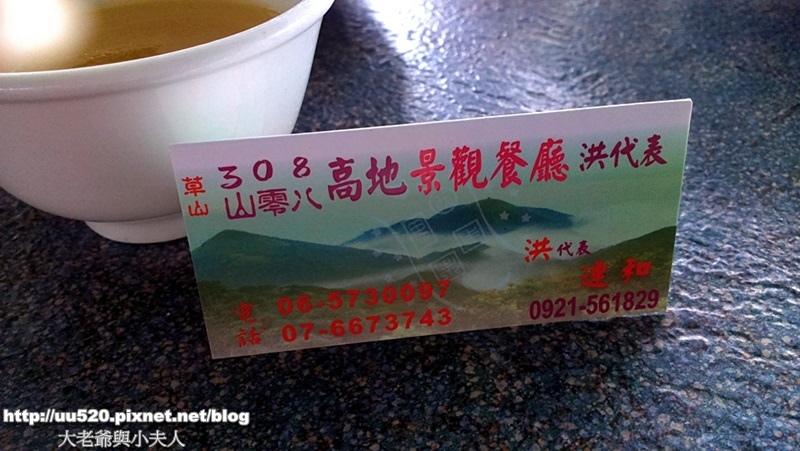 草山
308
山零八
高地景觀餐廳 洪代表
洪代表
建和
電話
06-5730097
07-6673743
0921-561829
http://uu520.pixnet.net/blog
大老爺與小夫人